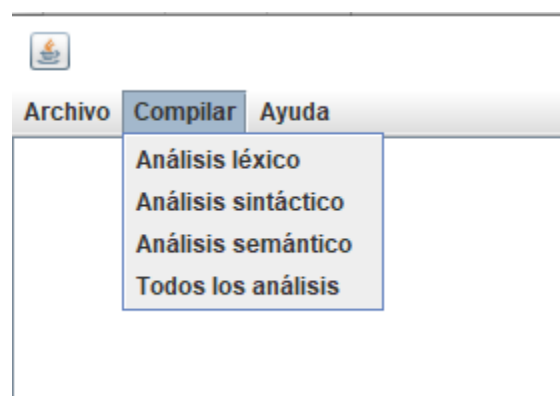 Archivo Compilar Ayuda
Análisis léxico
Análisis sintáctico
Análisis semántico
Todos los análisis